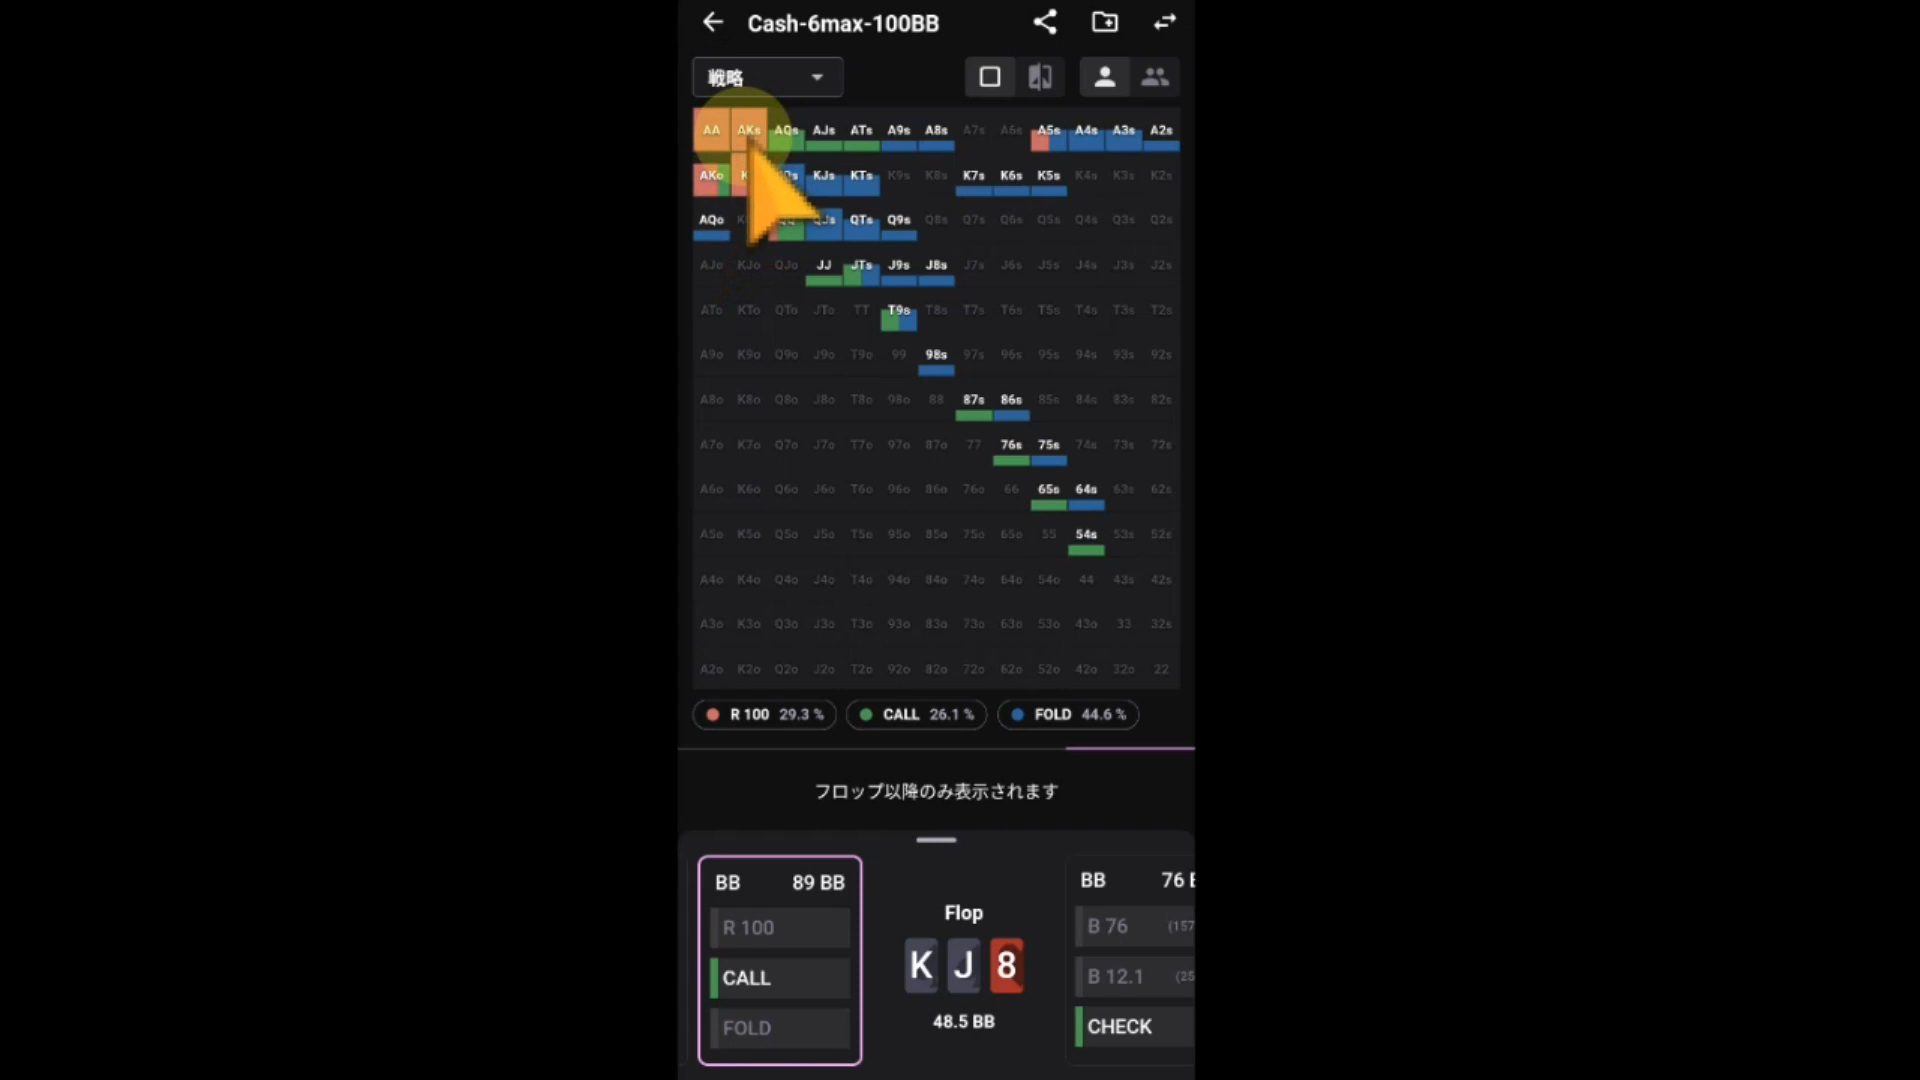 Cash-6max-100BB
戦略
AA AKs AQs AJs ATs A9s A8s A7s A6s A5s A4s A3s A2s
AKo KJs KTs K9s K8s K7s K6s K5s K4s K3s K2s
AQo QJs QTs Q9s Q8s Q7s Q6s Q5s Q4s Q3s Q2s
AJo KJo QJo JJ JTs J9s J8s J7s J6s J5s J4s J3s J2s
ATo KTo QTo JTo TT T9s T8s T7s T6s T5s T4s T3s T2s
A9o K9o Q9o J9o T9o 99 98s 97s 96s 95s 94s 93s 92s
A8o K8o Q8o J8o T8o 98o 88 87s 86s 85s 84s 83s 82s
A7o K7o Q7o J7o T7o 97o 87o 77 76s 75s 74s 73s 72s
A6o K6o Q6o J6o T6o 96o 86o 76o 66 65s 64s 63s 62s
A5o K5o Q5o J5o T5o 95o 85o 75o 65o 55 54s 53s 52s
A4o K4o Q4o J4o T4o 94o 84o 74o 64o 54o 44 43s 42s
A3o K3o Q3o J3o T3o 93o 83o 73o 63o 53o 43o 33 32s
A2o K2o Q2o J2o T2o 92o 82o 72o 62o 52o 42o 32o 22
R 100 29.3 % CALL 26.1 % FOLD 44.6 %
フロップ以降のみ表示されます
BB 89 BB
R 100
CALL
FOLD
Flop
K J 8
48.5 BB
BB 76
B 76 (157
B 12.1 (25
CHECK